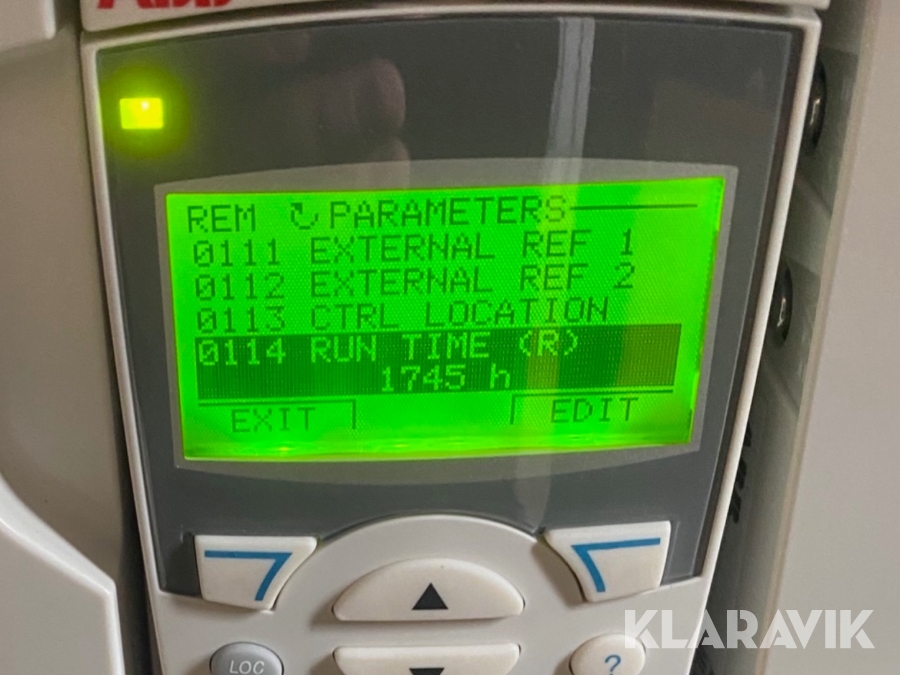 ABB
REM ↻ PARAMETERS
0111 EXTERNAL REF 1
0112 EXTERNAL REF 2
0113 CTRL LOCATION
0114 RUN TIME (R)
1745 h
EXIT EDIT
LOC ?
KLARAVIK